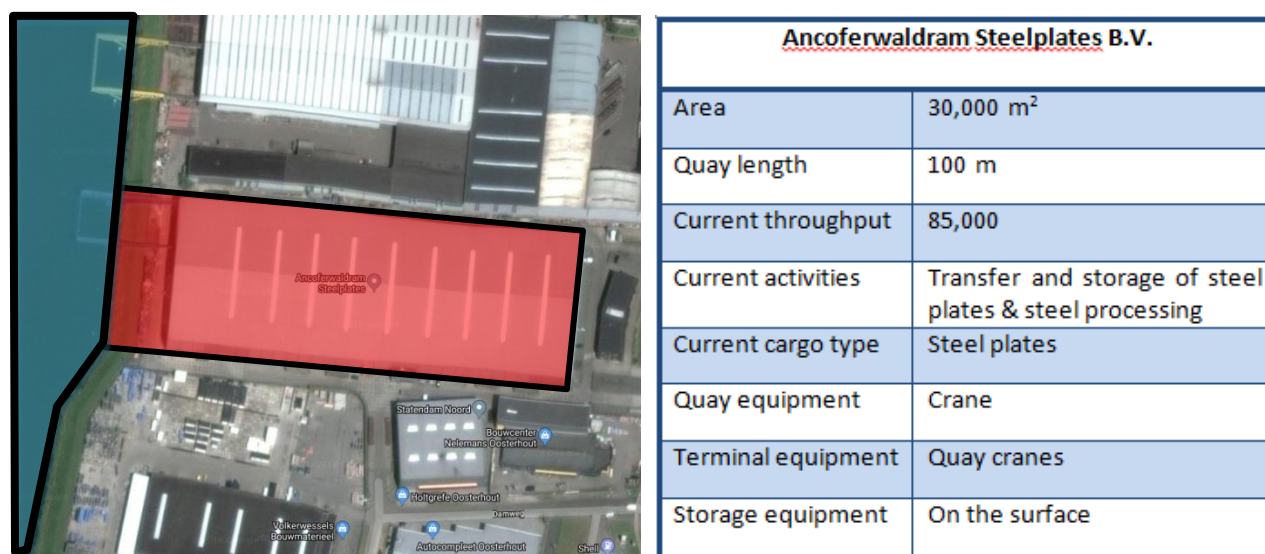 Ancoferwaldram
Steelplates
Statendam Noord
Bouwcenter
Nelemans Oosterhout
Holtgrefe Oosterhout
Damweg
Volkerwessels
Bouwmaterieel
Autocompleet Oosterhout
Shell
Ancoferwaldram Steelplates B.V.
Area 30,000 m²
Quay length 100 m
Current throughput 85,000
Current activities Transfer and storage of steel
plates & steel processing
Current cargo type Steel plates
Quay equipment Crane
Terminal equipment Quay cranes
Storage equipment On the surface